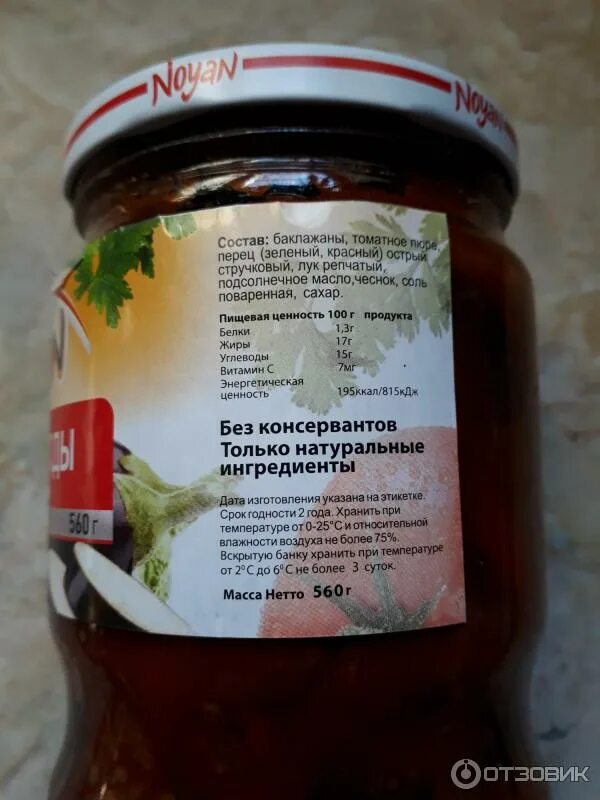 Noyan
Noyan
Состав: баклажаны, томатное пюре,
перец (зеленый, красный) острый
стручковый, лук репчатый,
подсолнечное масло,чеснок, соль
поваренная, сахар.
Пищевая ценность 100 г продукта
Белки 1,3г
Жиры 17г
Углеводы 15г
Витамин С 7мг
Энергетическая
ценность 195ккал/815кДж
Без консервантов
Только натуральные
ингредиенты
ДЫ
560 г
Дата изготовления указана на этикетке.
Срок годности 2 года. Хранить при
температуре от 0-25°С и относительной
влажности воздуха не более 75%.
Вскрытую банку хранить при температуре
от 2°С до 6°С не более 3 суток.
Масса Нетто 560г
ОТЗОВИК